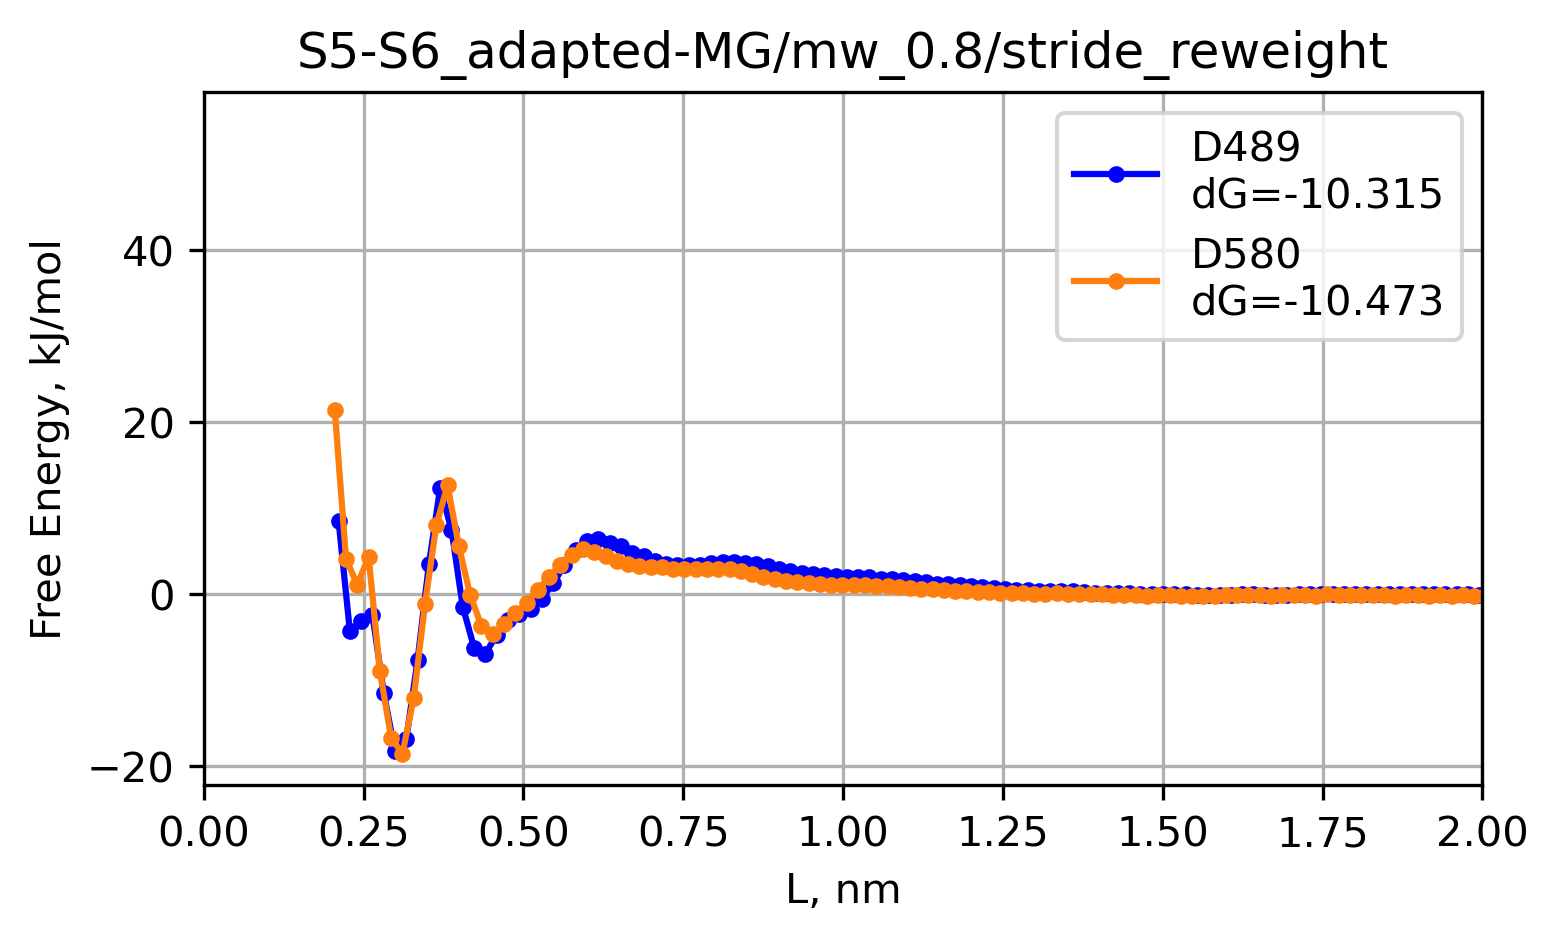 S5-S6_adapted-MG/mw_0.8/stride_reweight
D489
dG=-10.315
D580
dG=-10.473
Free Energy, kJ/mol
40
20
0
−20
0.00 0.25 0.50 0.75 1.00 1.25 1.50 1.75 2.00
L, nm